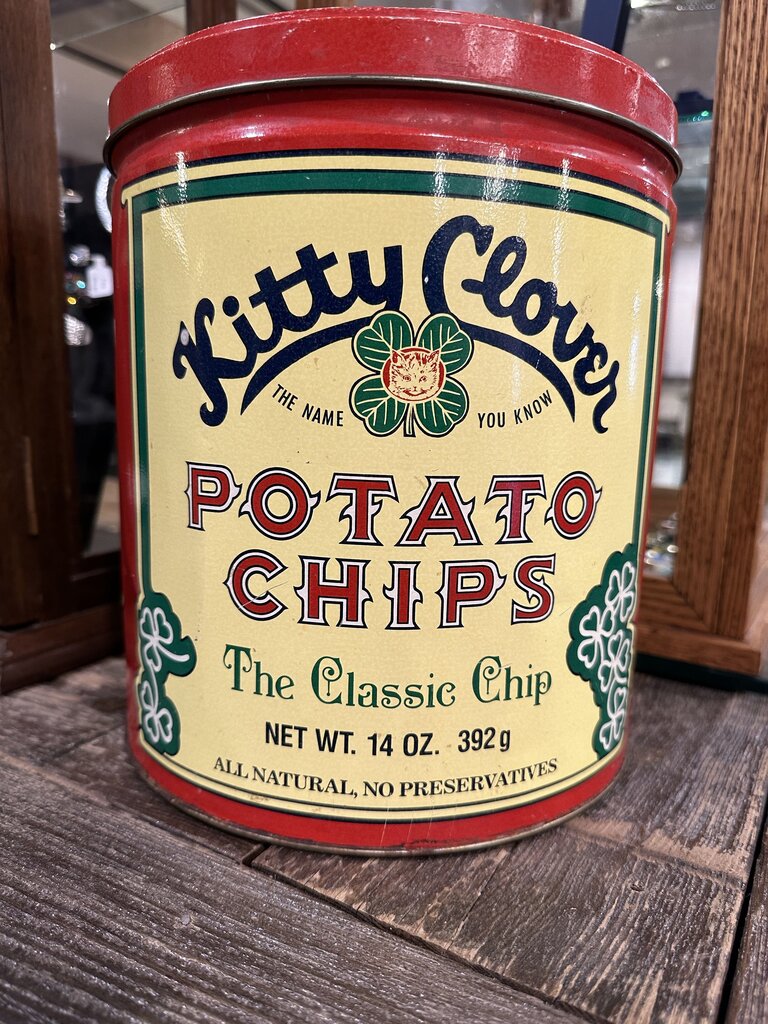 Kitty Clover
THE NAME YOU KNOW
POTATO
CHIPS
The Classic Chip
NET WT. 14 OZ. 392g
ALL NATURAL, NO PRESERVATIVES